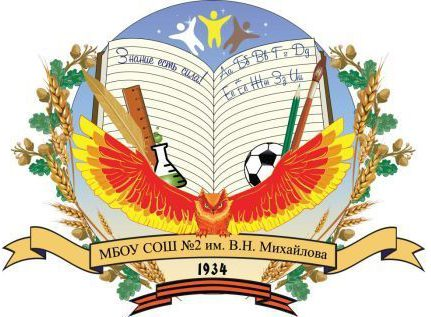 Знание есть сила!
Аа Бб Вв Гг Дд
Ее Ёё Жж Зз Ии
МБОУ СОШ №2 им. В.Н. Михайлова
1934